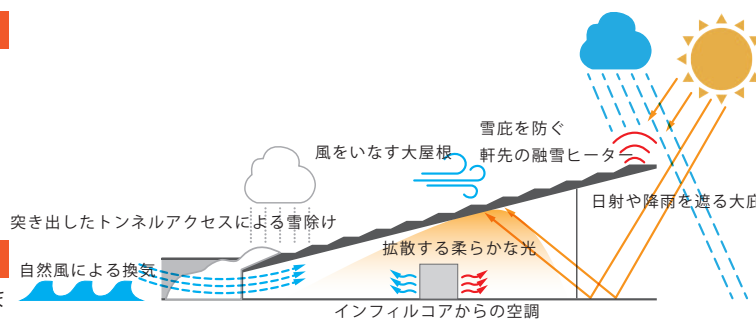 雪庇を防ぐ
軒先の融雪ヒーター
風をいなす大屋根
日射や降雨を遮る大庇
突き出したトンネルアクセスによる雪除け
拡散する柔らかな光
自然風による換気
インフィルコアからの空調